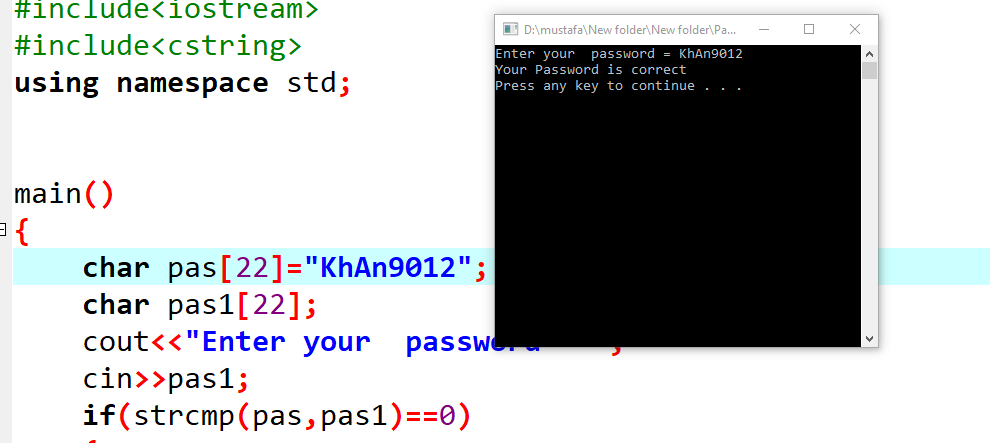 #include<iostream>
#include<cstring>
using namespace std;
main()
{
char pas[22]="KhAn9012";
char pas1[22];
cout<<"Enter your  password ;
cin>>pas1;
if(strcmp(pas,pas1)==0)
{
D:\mustafa\New folder\New folder\Pa...
Enter your  password = KhAn9012
Your Password is correct
Press any key to continue . . .